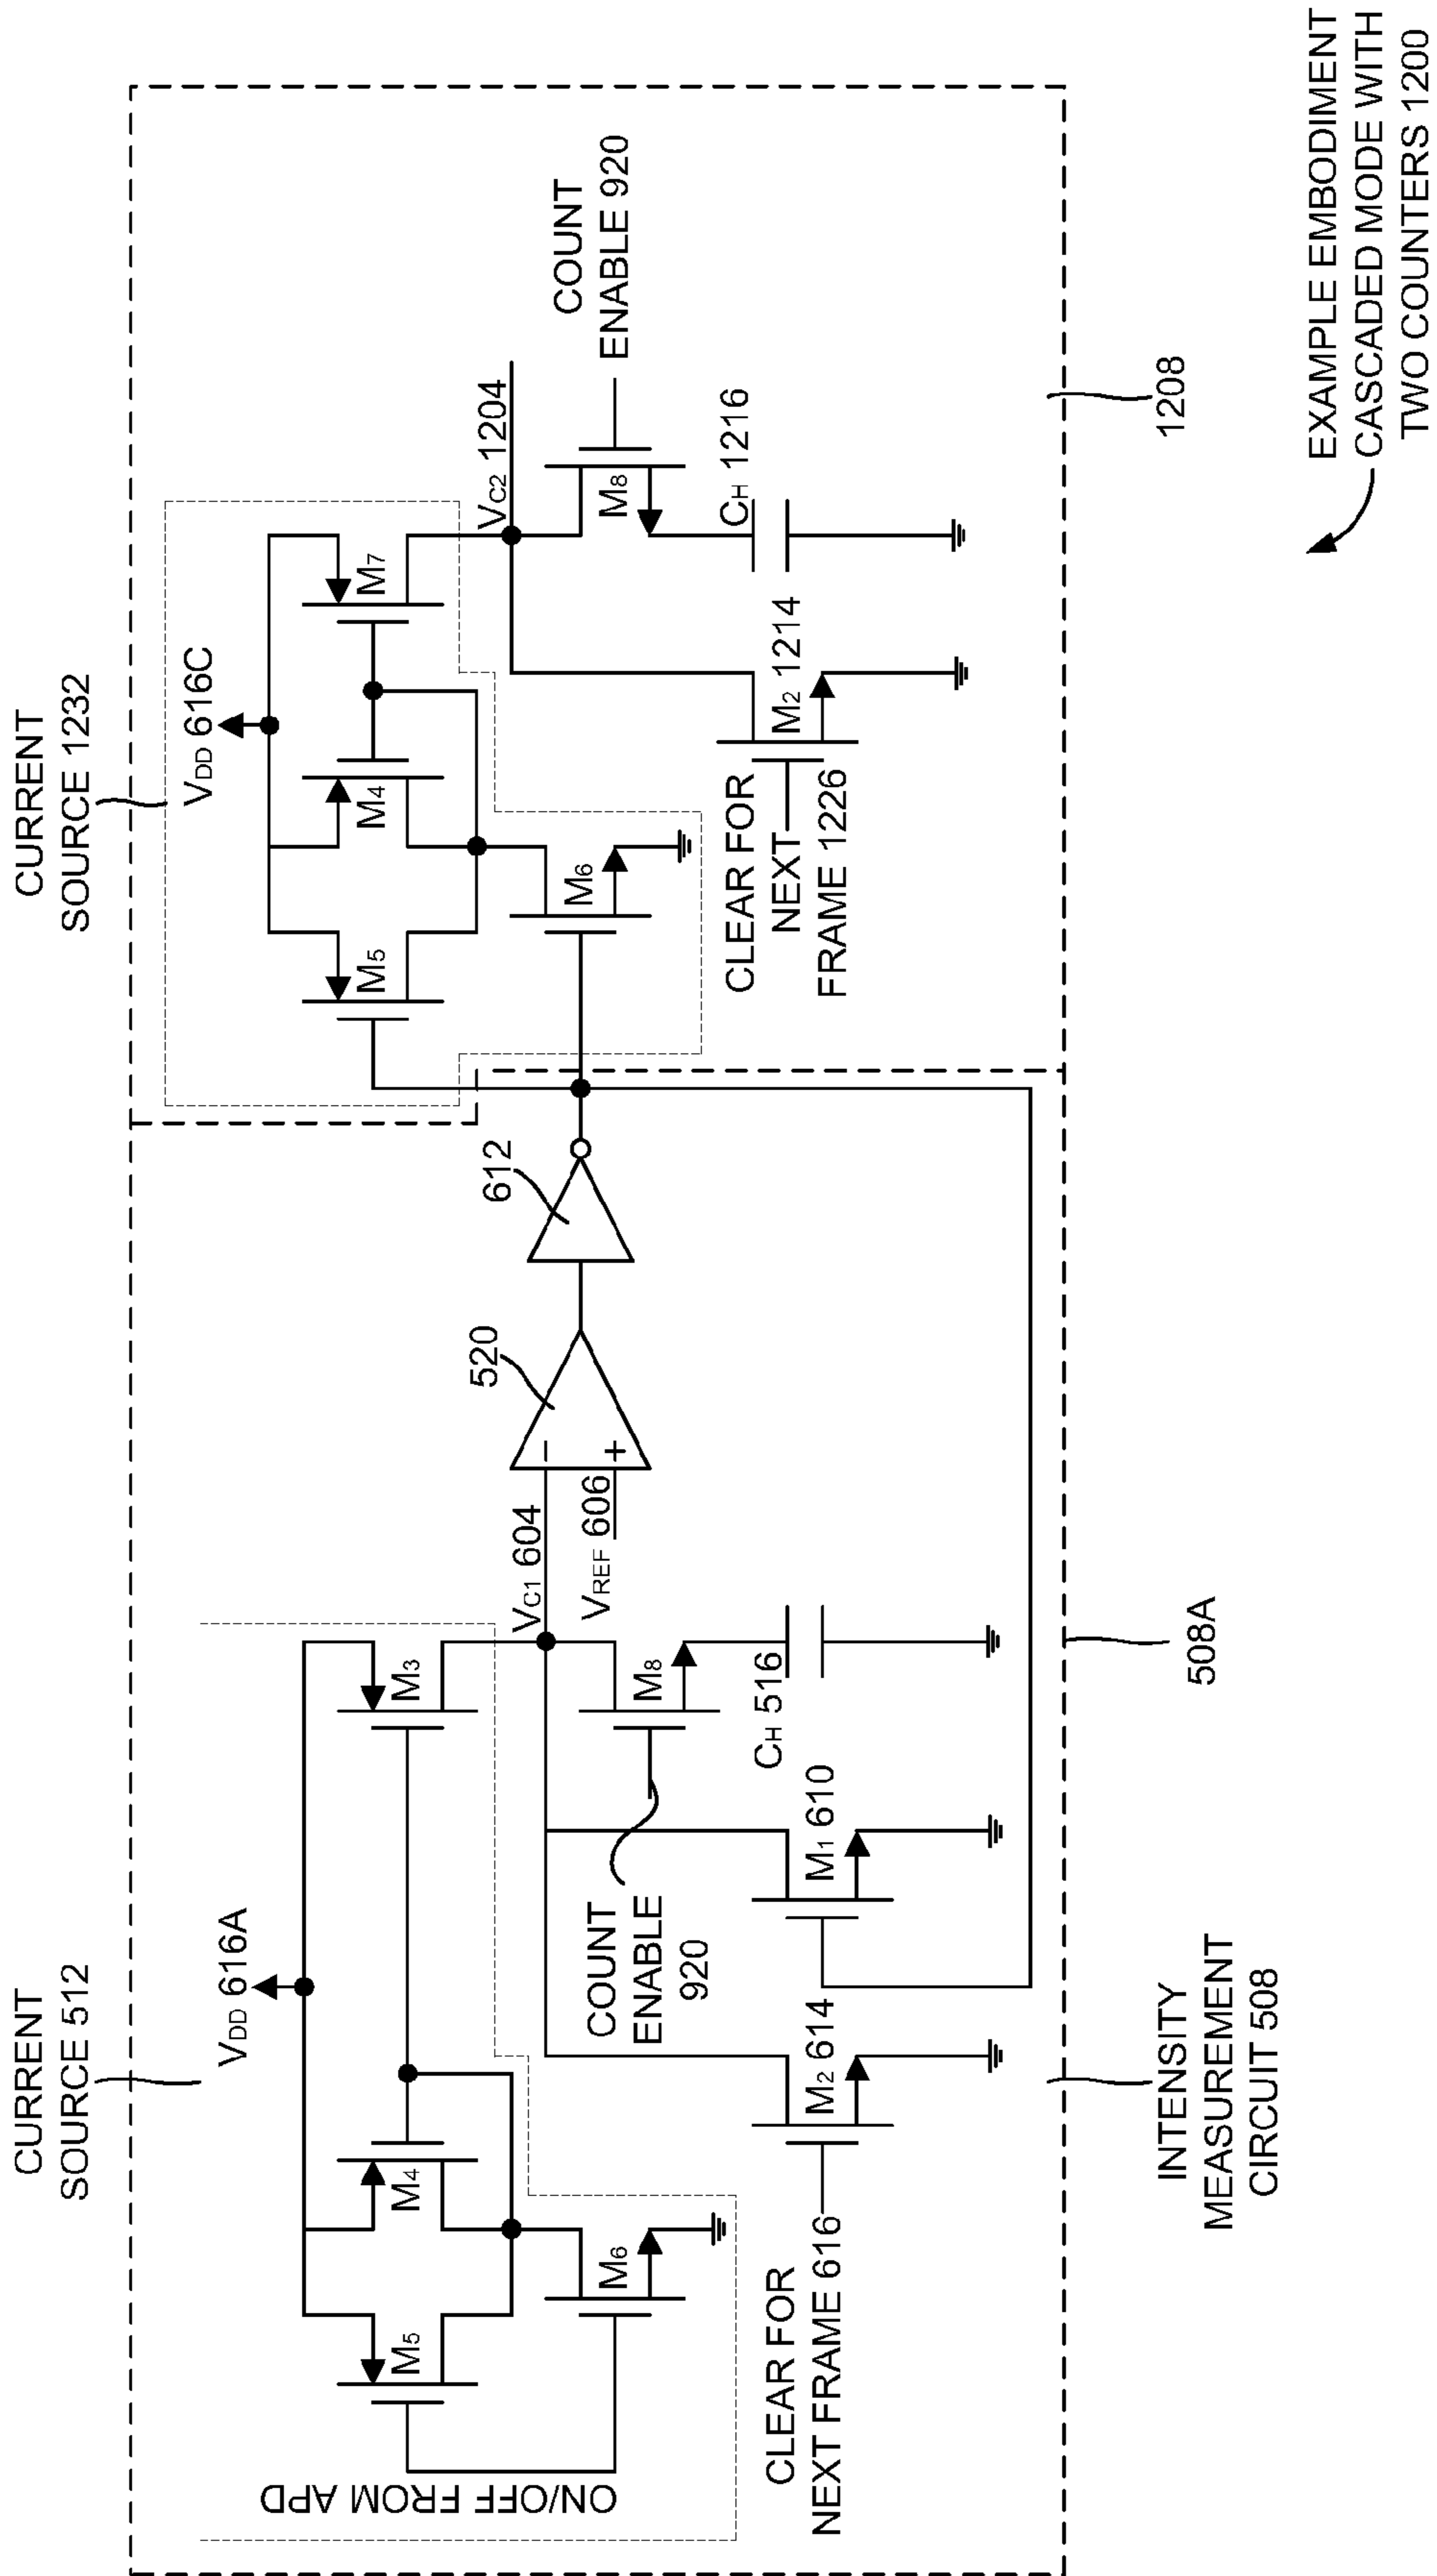 CURRENT
SOURCE 512
CURRENT
SOURCE 1232
VDD 616A
VDD 616C
ON/OFF FROM APD
M5
M4
M3
M6
M5
M4
M7
M6
VC1 604
VREF 606
520
612
VC2 1204
COUNT
ENABLE
920
M8
CH 516
M1 610
M2 614
CLEAR FOR
NEXT FRAME 616
COUNT
ENABLE 920
M8
CH 1216
M2 1214
CLEAR FOR
NEXT
FRAME 1226
INTENSITY
MEASUREMENT
CIRCUIT 508
508A
1208
EXAMPLE EMBODIMENT
CASCADED MODE WITH
TWO COUNTERS 1200